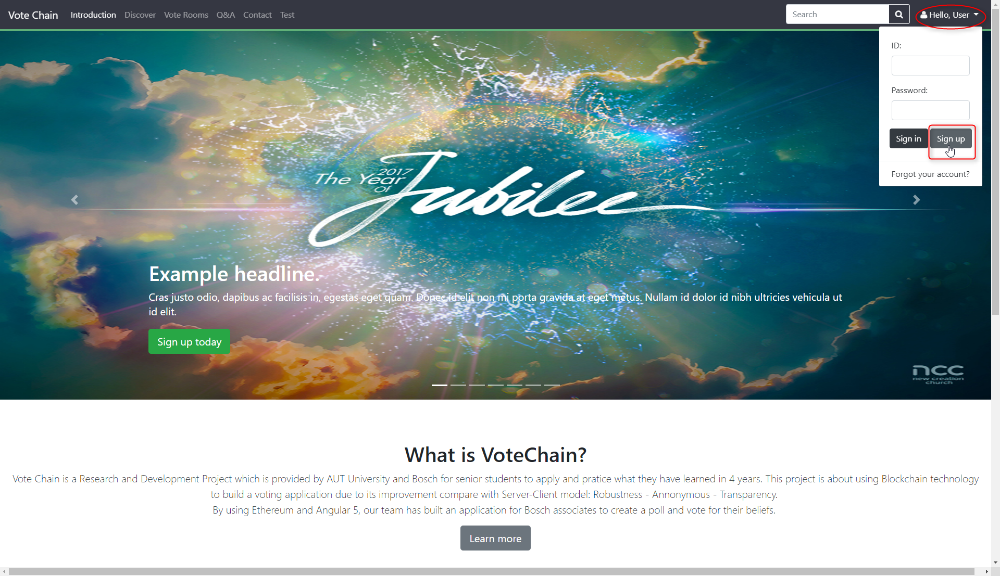 Vote Chain Introduction Discover Vote Rooms Q&A Contact Test Search Hello, User
ID:
Password:
Sign in Sign up
Forgot your account?
2017
The Year
OF
Jubilee
Example headline.
Cras justo odio, dapibus ac facilisis in, egestas eget quam. Donec id elit non mi porta gravida at eget metus. Nullam id dolor id nibh ultricies vehicula ut
id elit.
Sign up today
ncc
new creation
church
What is VoteChain?
Vote Chain is a Research and Development Project which is provided by AUT University and Bosch for senior students to apply and pratice what they have learned in 4 years. This project is about using Blockchain technology
to build a voting application due to its improvement compare with Server-Client model: Robustness - Annonymous - Transparency.
By using Ethereum and Angular 5, our team has built an application for Bosch associates to create a poll and vote for their beliefs.
Learn more